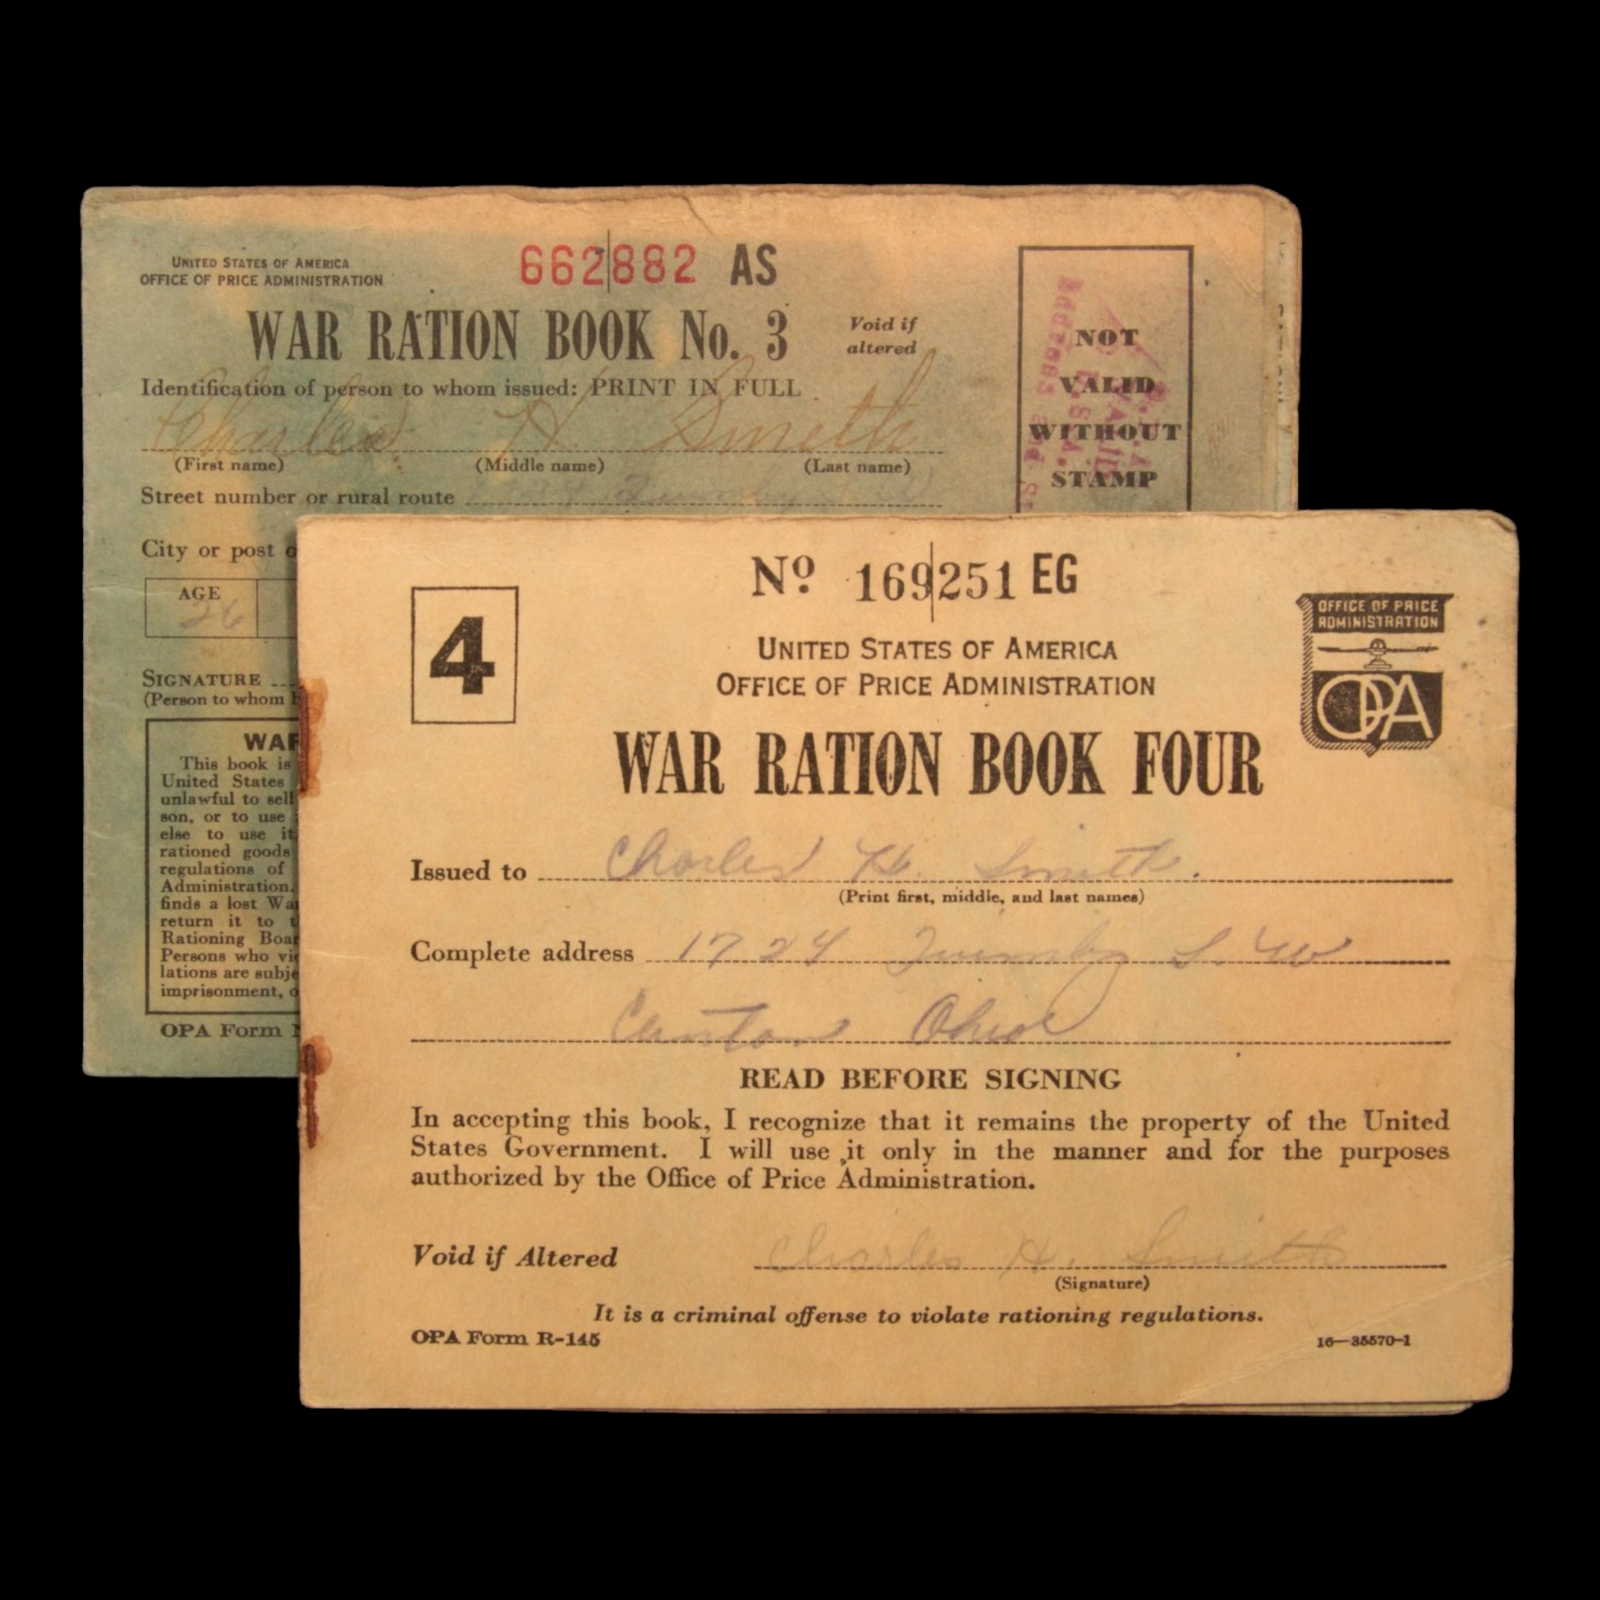 UNITED STATES OF AMERICA
OFFICE OF PRICE ADMINISTRATION
662882 AS
WAR RATION BOOK No. 3
Void if
altered
Identification of person to whom issued: PRINT IN FULL
Charles H. Smith
(First name) (Middle name) (Last name)
Street number or rural route
City or post
AGE
26
SIGNATURE
(Person to whom
NOT
VALID
WITHOUT
STAMP
WAR
This book is
United States
unlawful to sell
son, or to use
else to use it
rationed goods
regulations of
Administration.
finds a lost Wa
return it to t
Rating Boar
Persons who vio
lations are subje
imprisonment, o
OPA Form
4
No 169251 EG
UNITED STATES OF AMERICA
OFFICE OF PRICE ADMINISTRATION
OFFICE OF PRICE
ADMINISTRATION
OPA
WAR RATION BOOK FOUR
Issued to Charles H. Smith.
(Print first, middle, and last names)
Complete address 1724 S.W
Canton Ohio
READ BEFORE SIGNING
In accepting this book, I recognize that it remains the property of the United
States Government. I will use it only in the manner and for the purposes
authorized by the Office of Price Administration.
Void if Altered Charles H. Smith
(Signature)
It is a criminal offense to violate rationing regulations.
OPA Form R-145
16—35570-1